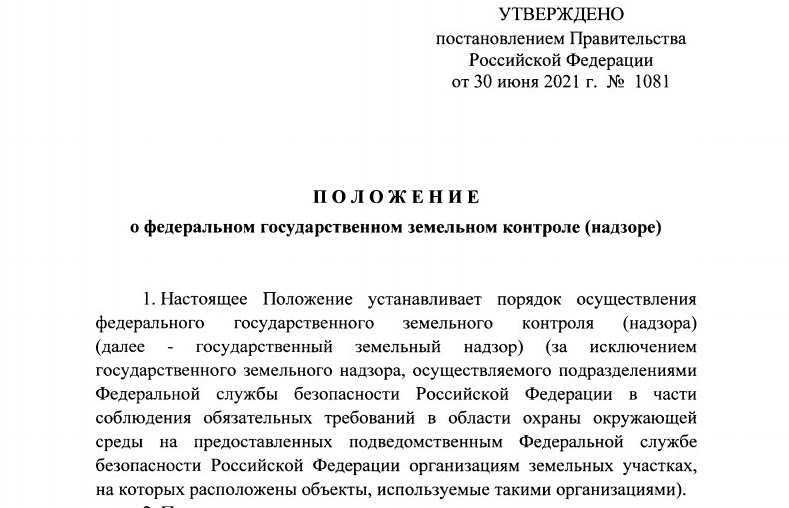 УТВЕРЖДЕНО
постановлением Правительства
Российской Федерации
от 30 июня 2021 г. № 1081
П О Л О Ж Е Н И Е
о федеральном государственном земельном контроле (надзоре)
1. Настоящее Положение устанавливает порядок осуществления
федерального государственного земельного контроля (надзора)
(далее - государственный земельный надзор) (за исключением
государственного земельного надзора, осуществляемого подразделениями
Федеральной службы безопасности Российской Федерации в части
соблюдения обязательных требований в области охраны окружающей
среды на предоставленных подведомственным Федеральной службе
безопасности Российской Федерации организациям земельных участках,
на которых расположены объекты, используемые такими организациями).